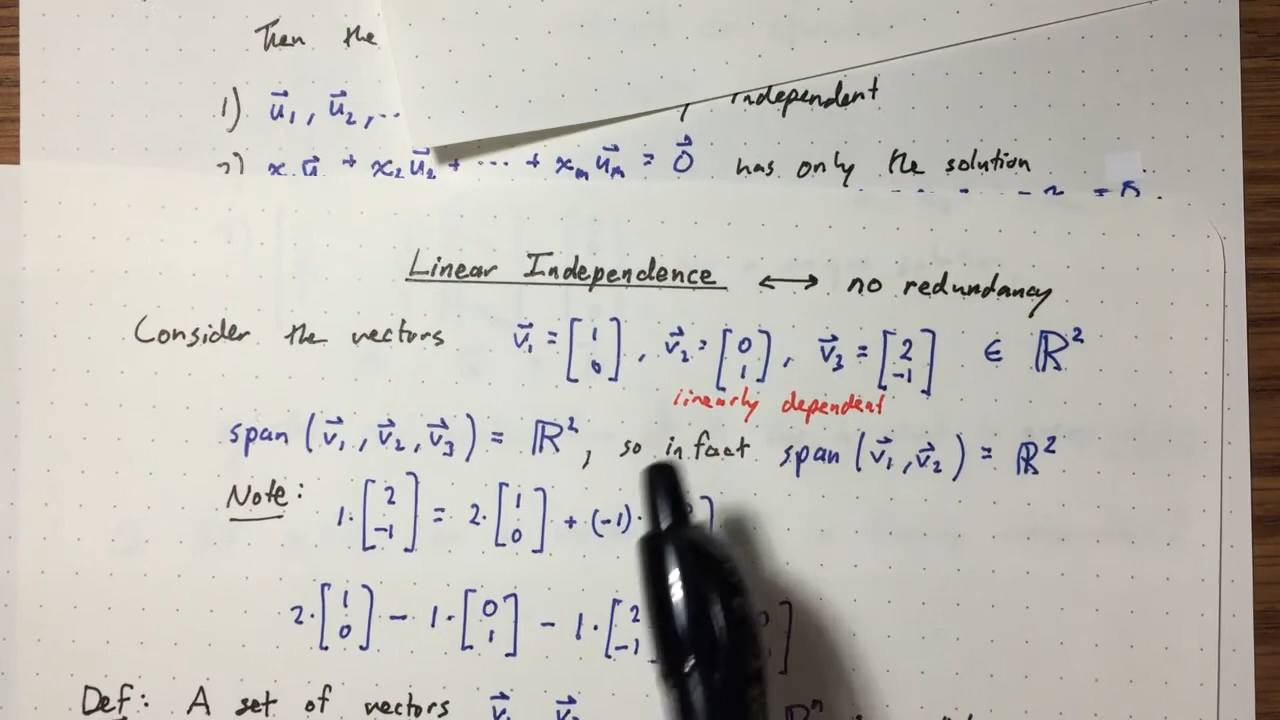 Then the
1) u⃗₁, u⃗₂, .. independent
2) x u⃗ + x₂u⃗₂ + ⋯ + xₘu⃗ₘ = 0⃗ has only the solution
Linear Independence ⟷ no redundancy
Consider the vectors v⃗₁ = [1 0], v⃗₂ = [0 1], v⃗₃ = [2 -1] ∈ ℝ²
linearly dependent
span (v⃗₁, v⃗₂, v⃗₃) = ℝ², so in fact span (v⃗₁, v⃗₂) = ℝ²
Note: 1·[2 -1] = 2·[1 0] + (-1)·
2·[1 0] - 1·[0 1] - 1·[2 -1
Def: A set of vectors